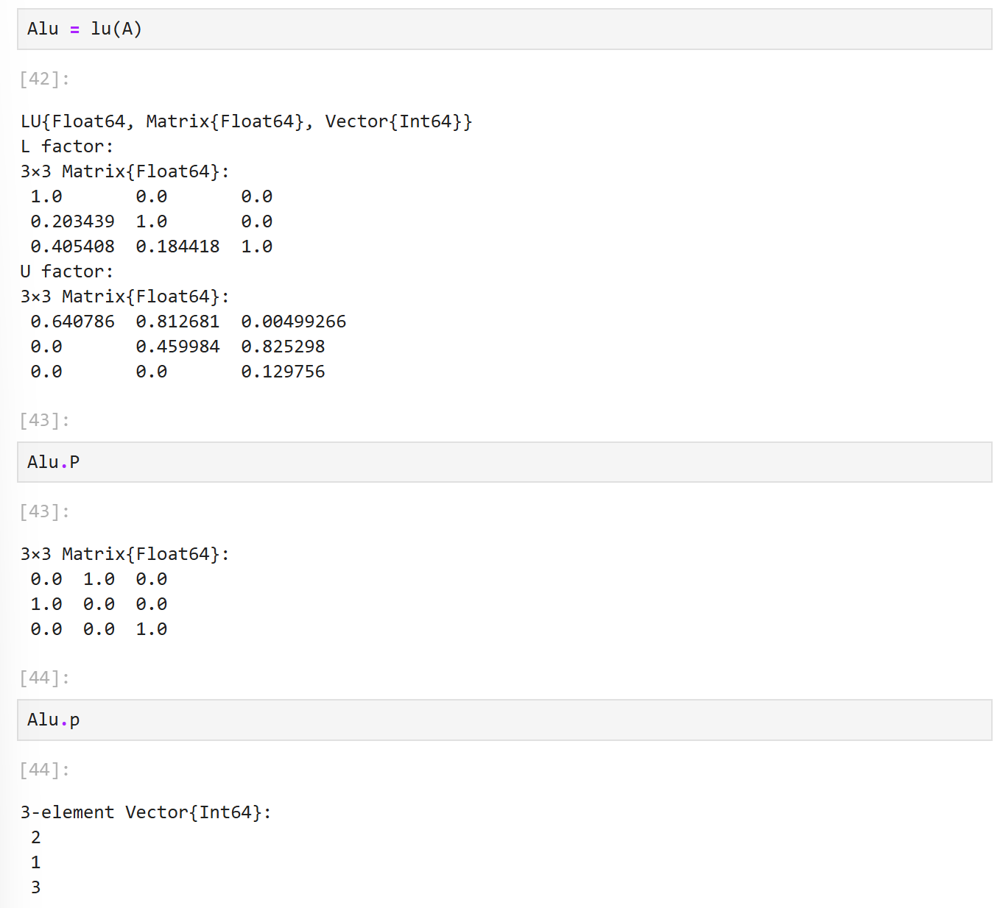 Alu = lu(A)
[42]:
LU{Float64, Matrix{Float64}, Vector{Int64}}
L factor:
3×3 Matrix{Float64}:
1.0 0.0 0.0
0.203439 1.0 0.0
0.405408 0.184418 1.0
U factor:
3×3 Matrix{Float64}:
0.640786 0.812681 0.00499266
0.0 0.459984 0.825298
0.0 0.0 0.129756
[43]:
Alu.P
[43]:
3×3 Matrix{Float64}:
0.0 1.0 0.0
1.0 0.0 0.0
0.0 0.0 1.0
[44]:
Alu.p
[44]:
3-element Vector{Int64}:
2
1
3